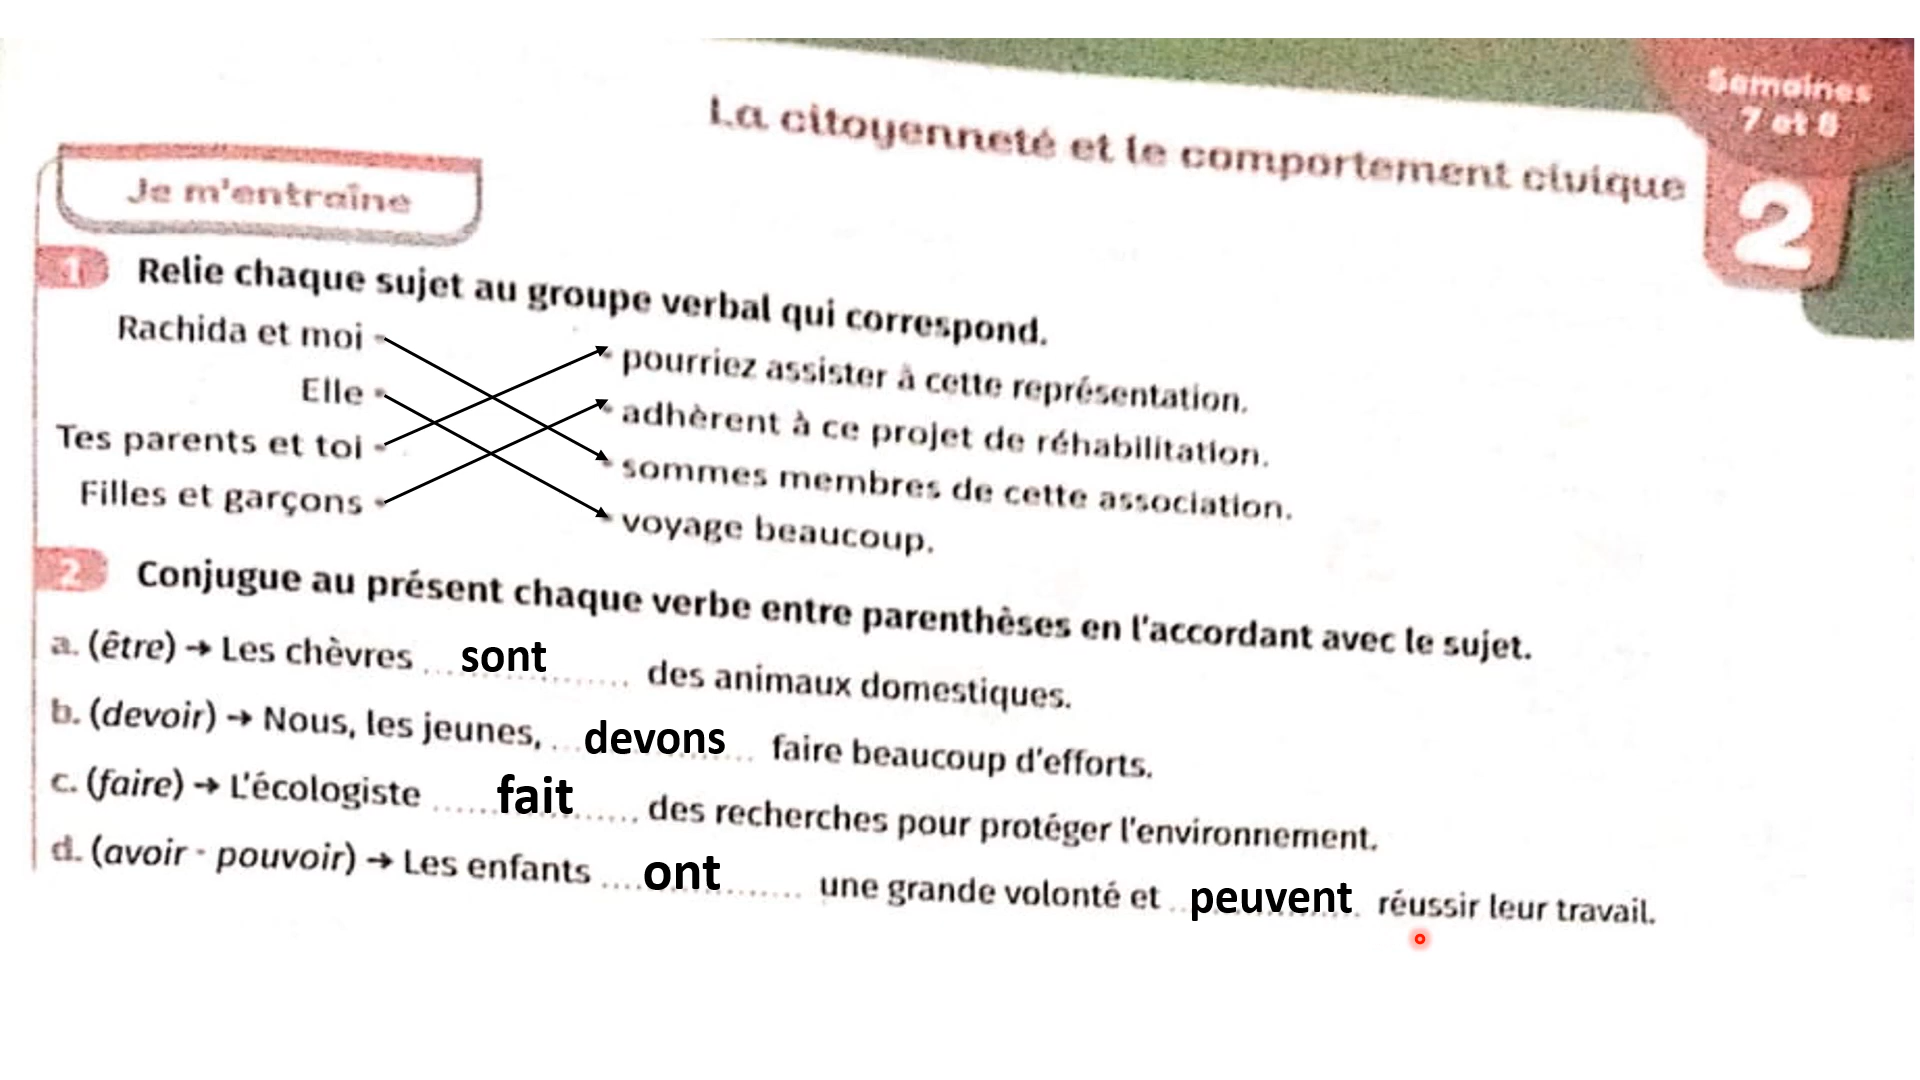 Semaines
7 et 8
La citoyenneté et le comportement civique
2
Je m'entraîne
1 Relie chaque sujet au groupe verbal qui correspond.
Rachida et moi
Elle
Tes parents et toi
Filles et garçons
pourriez assister à cette représentation.
adhèrent à ce projet de réhabilitation.
sommes membres de cette association.
voyage beaucoup.
2 Conjugue au présent chaque verbe entre parenthèses en l'accordant avec le sujet.
a. (être) → Les chèvres ... sont ......... des animaux domestiques.
b. (devoir) → Nous, les jeunes, ... devons ... faire beaucoup d'efforts.
c. (faire) → L'écologiste ...... fait ...... des recherches pour protéger l'environnement.
d. (avoir - pouvoir) → Les enfants .... ont ........ une grande volonté et .. peuvent . réussir leur travail.